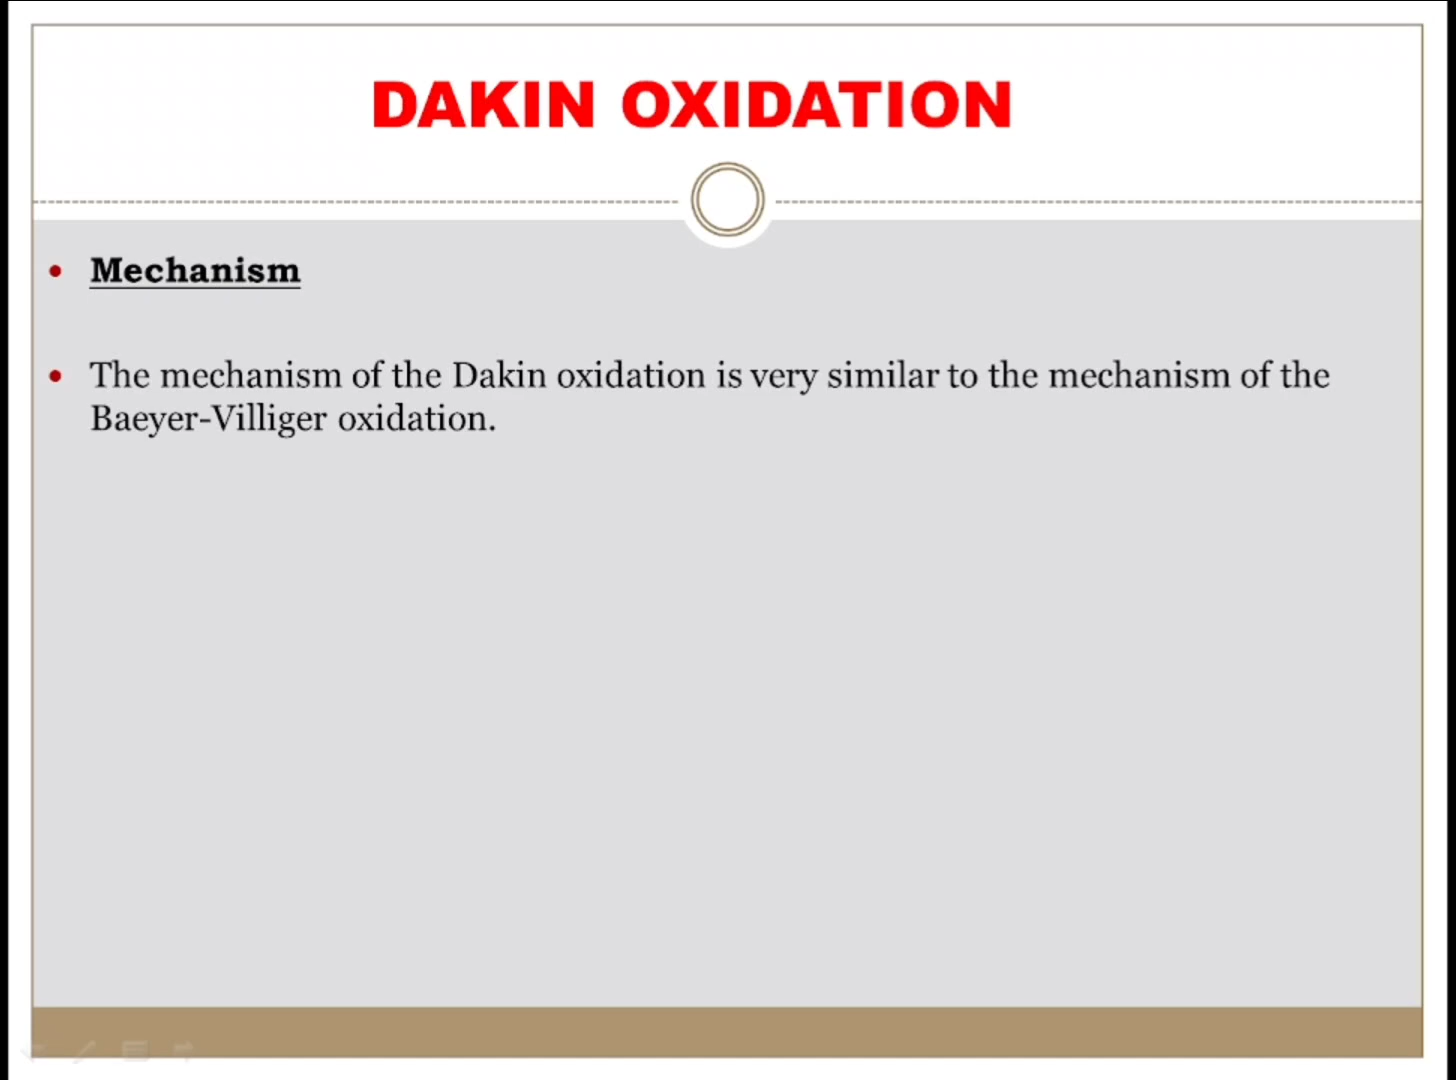 DAKIN OXIDATION
Mechanism
The mechanism of the Dakin oxidation is very similar to the mechanism of the
Baeyer-Villiger oxidation.